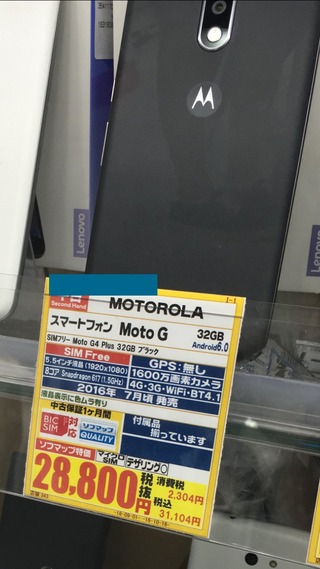 Lenovo
Lenovo
Second Hand
MOTOROLA
スマートフォン Moto G 32GB
SIMフリー Moto G4 Plus 32GB ブラック Android6.0
SIM Free GPS:無し
5.5インチ液晶 (1920x1080) 1600万画素カメラ
8コア Snapdragon 617 (1.5GHz) 4G・3G・WiFi・BT4.1
2016年 7月頃 発売
液晶表示に色ムラ有り
中古保証1ヶ月間 付属品
揃っています
BIC SIM
ソフマップ
QUALITY
ソフマップ特価 マイクロSIM テザリング○
28,800円 税抜
消費税 2,304円
税込 31,104円